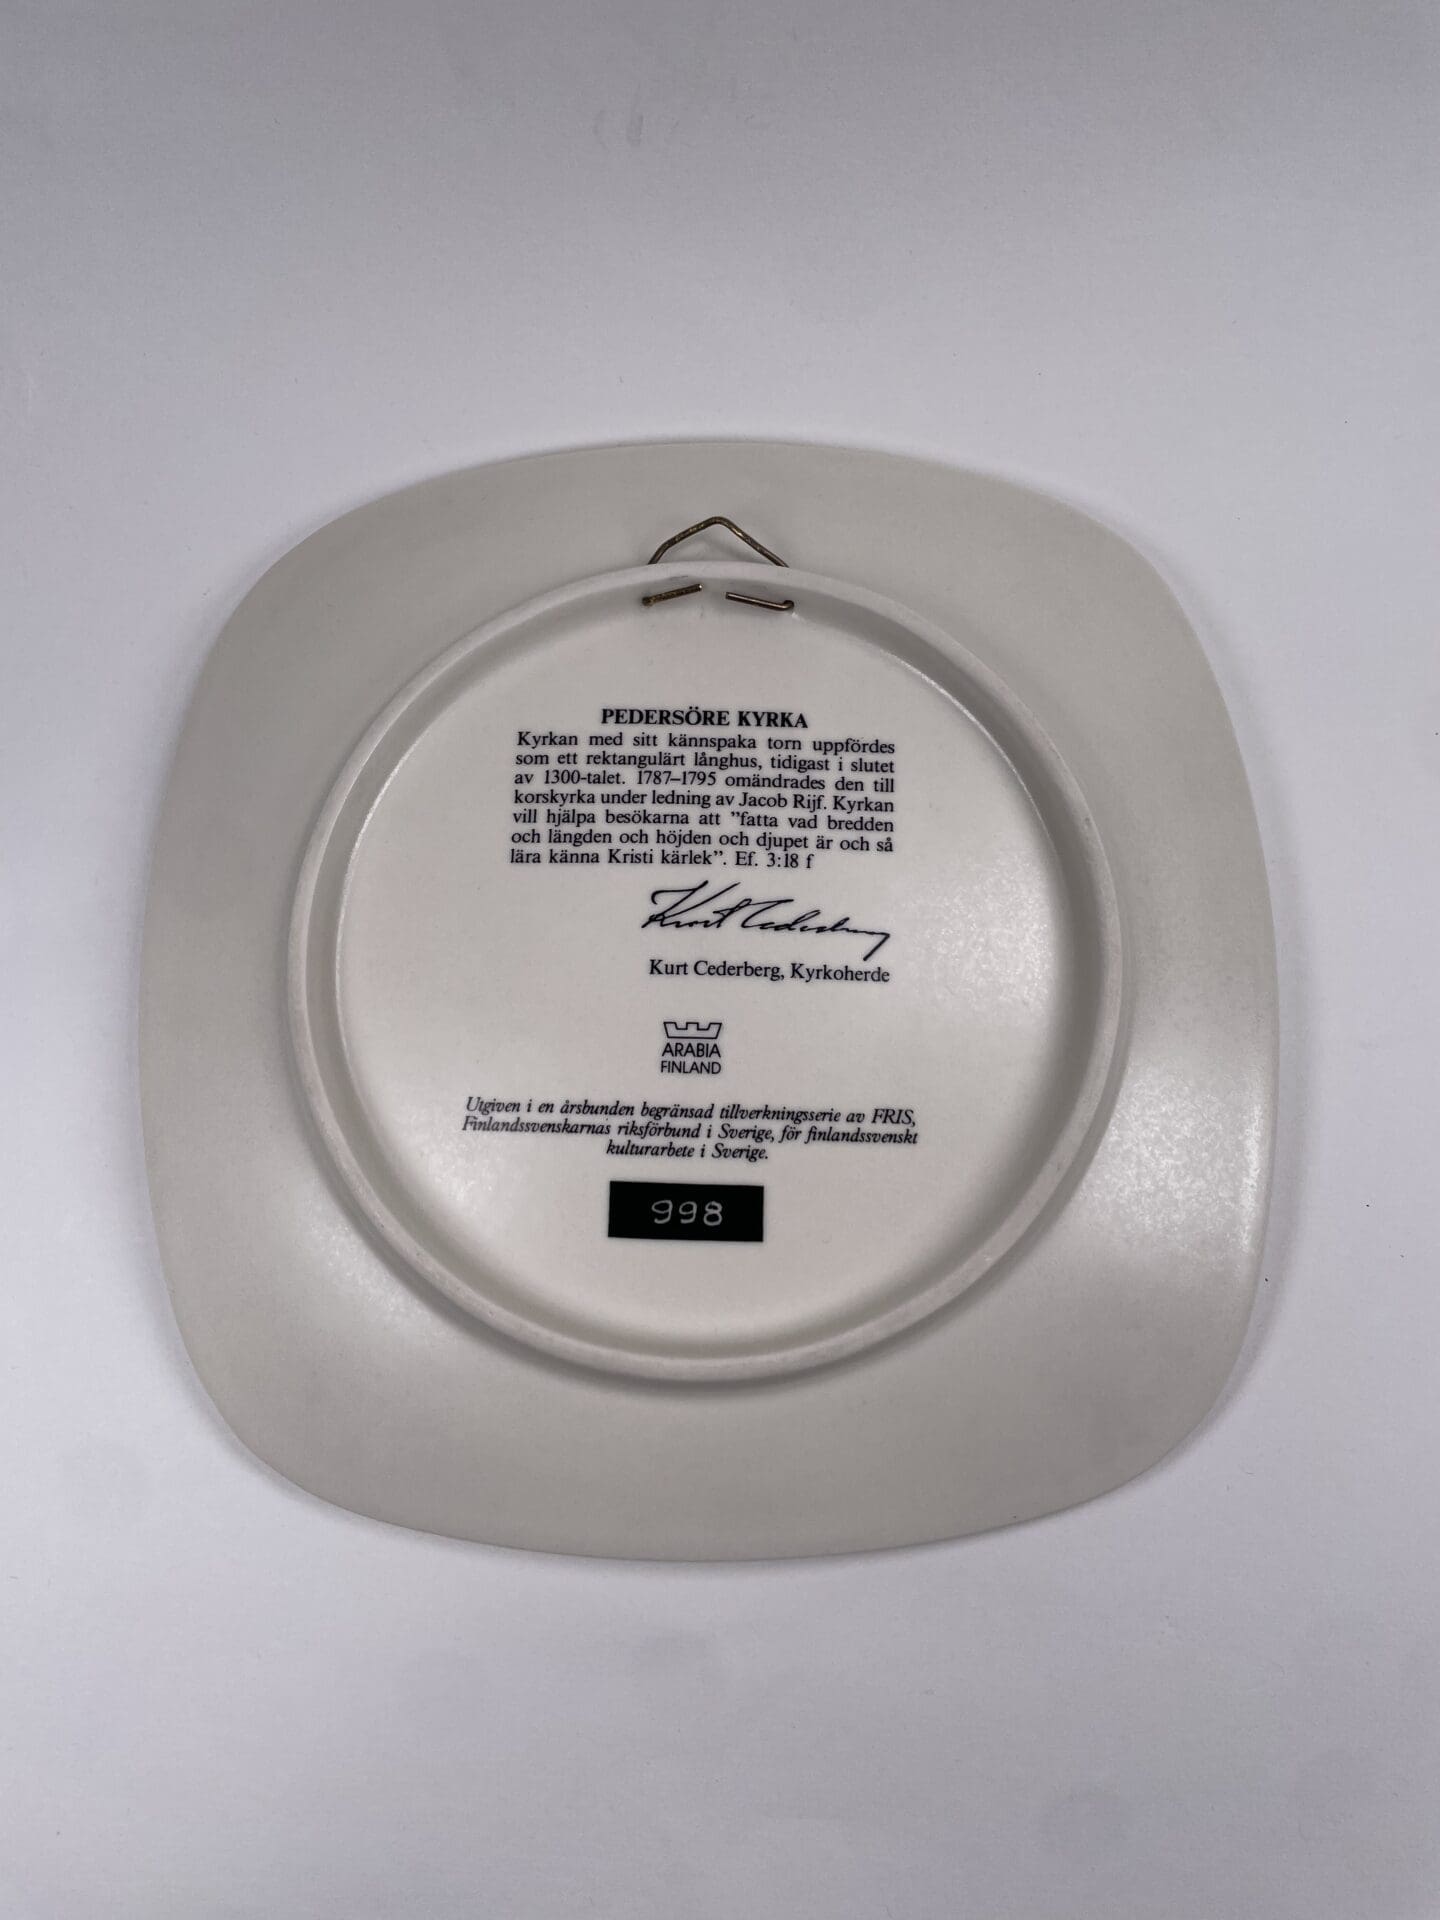 PEDERSÖRE KYRKA
Kyrkan med sitt kännspaka torn uppfördes
som ett rektangulärt långhus, tidigast i slutet
av 1300-talet. 1787–1795 omändrades den till
korskyrka under ledning av Jacob Rijf. Kyrkan
vill hjälpa besökarna att ”fatta vad bredden
och längden och höjden och djupet är och så
lära känna Kristi kärlek”. Ef. 3:18 f
Kurt Cederberg
Kurt Cederberg, Kyrkoherde
ARABIA
FINLAND
Utgiven i en årsbunden begränsad tillverkningsserie av FRIS,
Finlandssvenskarnas riksförbund i Sverige, för finlandssvenskt
kulturarbete i Sverige.
998